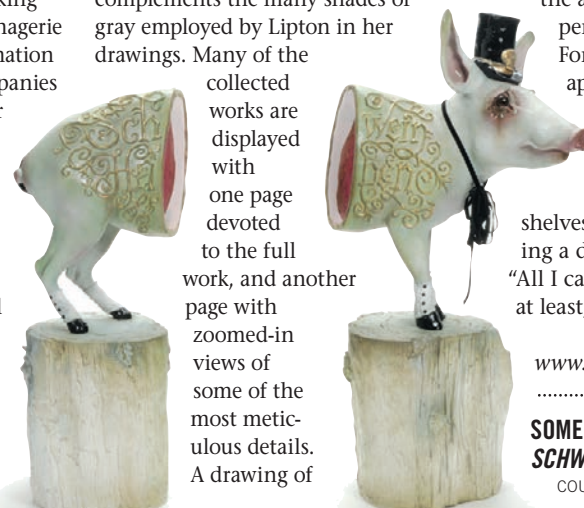 king
nagerie
nation
panies
r
l
complements the many shades of
gray employed by Lipton in her
drawings. Many of the
collected
works are
displayed
with
one page
devoted
to the full
work, and another
page with
zoomed-in
views of
some of the
most metic-
ulous details.
A drawing of
Sch
wein
the a
per
For
ap
shelves
ing a d
“All I ca
at least,
www.
SOME
SCHW
COU